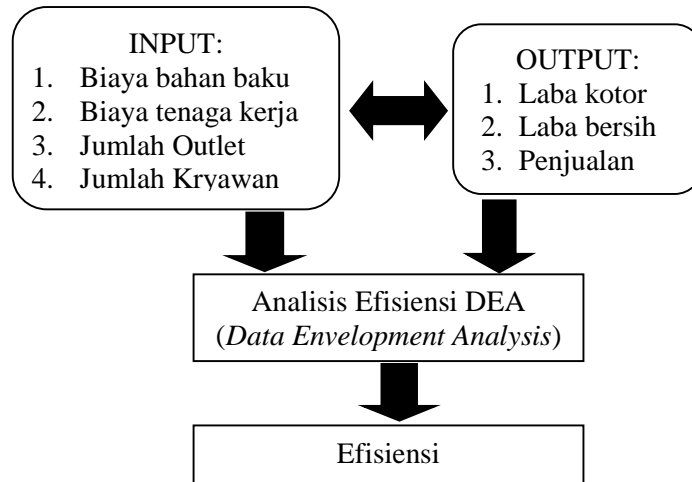 INPUT:
1. Biaya bahan baku
2. Biaya tenaga kerja
3. Jumlah Outlet
4. Jumlah Kryawan
OUTPUT:
1. Laba kotor
2. Laba bersih
3. Penjualan
Analisis Efisiensi DEA
(Data Envelopment Analysis)
Efisiensi